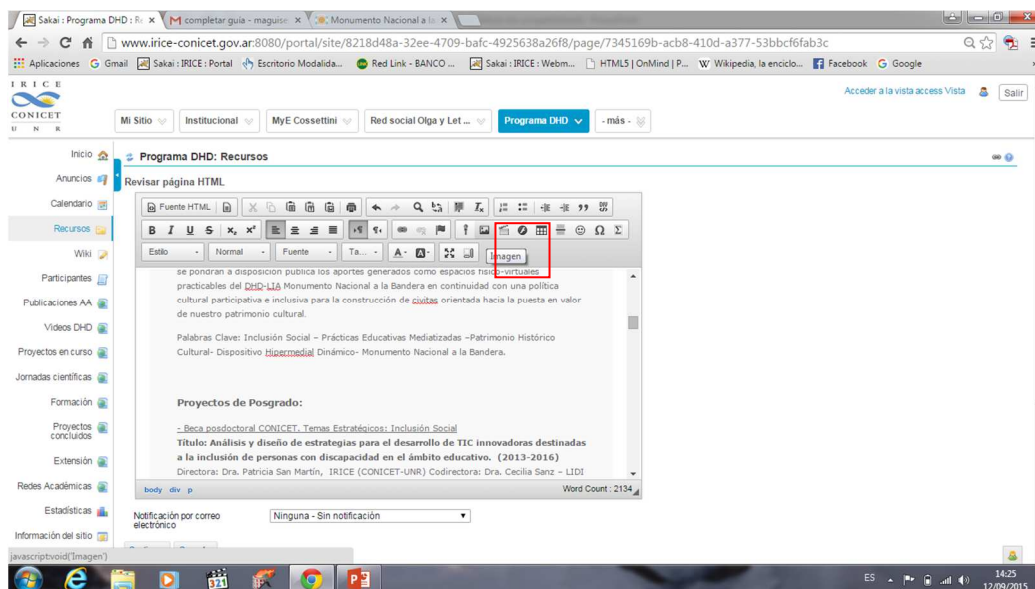 Sakai : Programa DHD : Re
completar guía - maguise
Monumento Nacional a la
www.irice-conicet.gov.ar:8080/portal/site/8218d48a-32ee-4709-bafc-4925638a26f8/page/7345169b-acb8-410d-a377-53bbcf6fab3c
Aplicaciones Gmail Sakai : IRICE : Portal Escritorio Modalida... Red Link - BANCO ... Sakai : IRICE : Webm... HTML5 | OnMind | P... Wikipedia, la enciclo... Facebook Google
IRICE
CONICET
UNR
Acceder a la vista access Vista Salir
Mi Sitio Institucional MyE Cossettini Red social Olga y Let ... Programa DHD - más -
Inicio
Anuncios
Calendario
Recursos
Wiki
Participantes
Publicaciones AA
Videos DHD
Proyectos en curso
Jornadas científicas
Formación
Proyectos
concluidos
Extensión
Redes Académicas
Estadísticas
Información del sitio
Programa DHD: Recursos
Revisar página HTML
Fuente HTML
B I U S x₂ x²
Estilo Normal Fuente Ta...
Imagen
se pondrán a disposición pública los aportes generados como espacios físico-virtuales
practicables del DHD-LIA Monumento Nacional a la Bandera en continuidad con una política
cultural participativa e inclusiva para la construcción de civitas orientada hacia la puesta en valor
de nuestro patrimonio cultural.
Palabras Clave: Inclusión Social – Prácticas Educativas Mediatizadas –Patrimonio Histórico
Cultural- Dispositivo Hipermedial Dinámico- Monumento Nacional a la Bandera.
Proyectos de Posgrado:
- Beca posdoctoral CONICET. Temas Estratégicos: Inclusión Social
Título: Análisis y diseño de estrategias para el desarrollo de TIC innovadoras destinadas
a la inclusión de personas con discapacidad en el ámbito educativo. (2013-2016)
Directora: Dra. Patricia San Martín, IRICE (CONICET-UNR) Codirectora: Dra. Cecilia Sanz – LIDI
body div p
Word Count : 2134
Notificación por correo
electrónico
Ninguna - Sin notificación
javascript:void('Imagen')
ES
14:25
12/09/2015